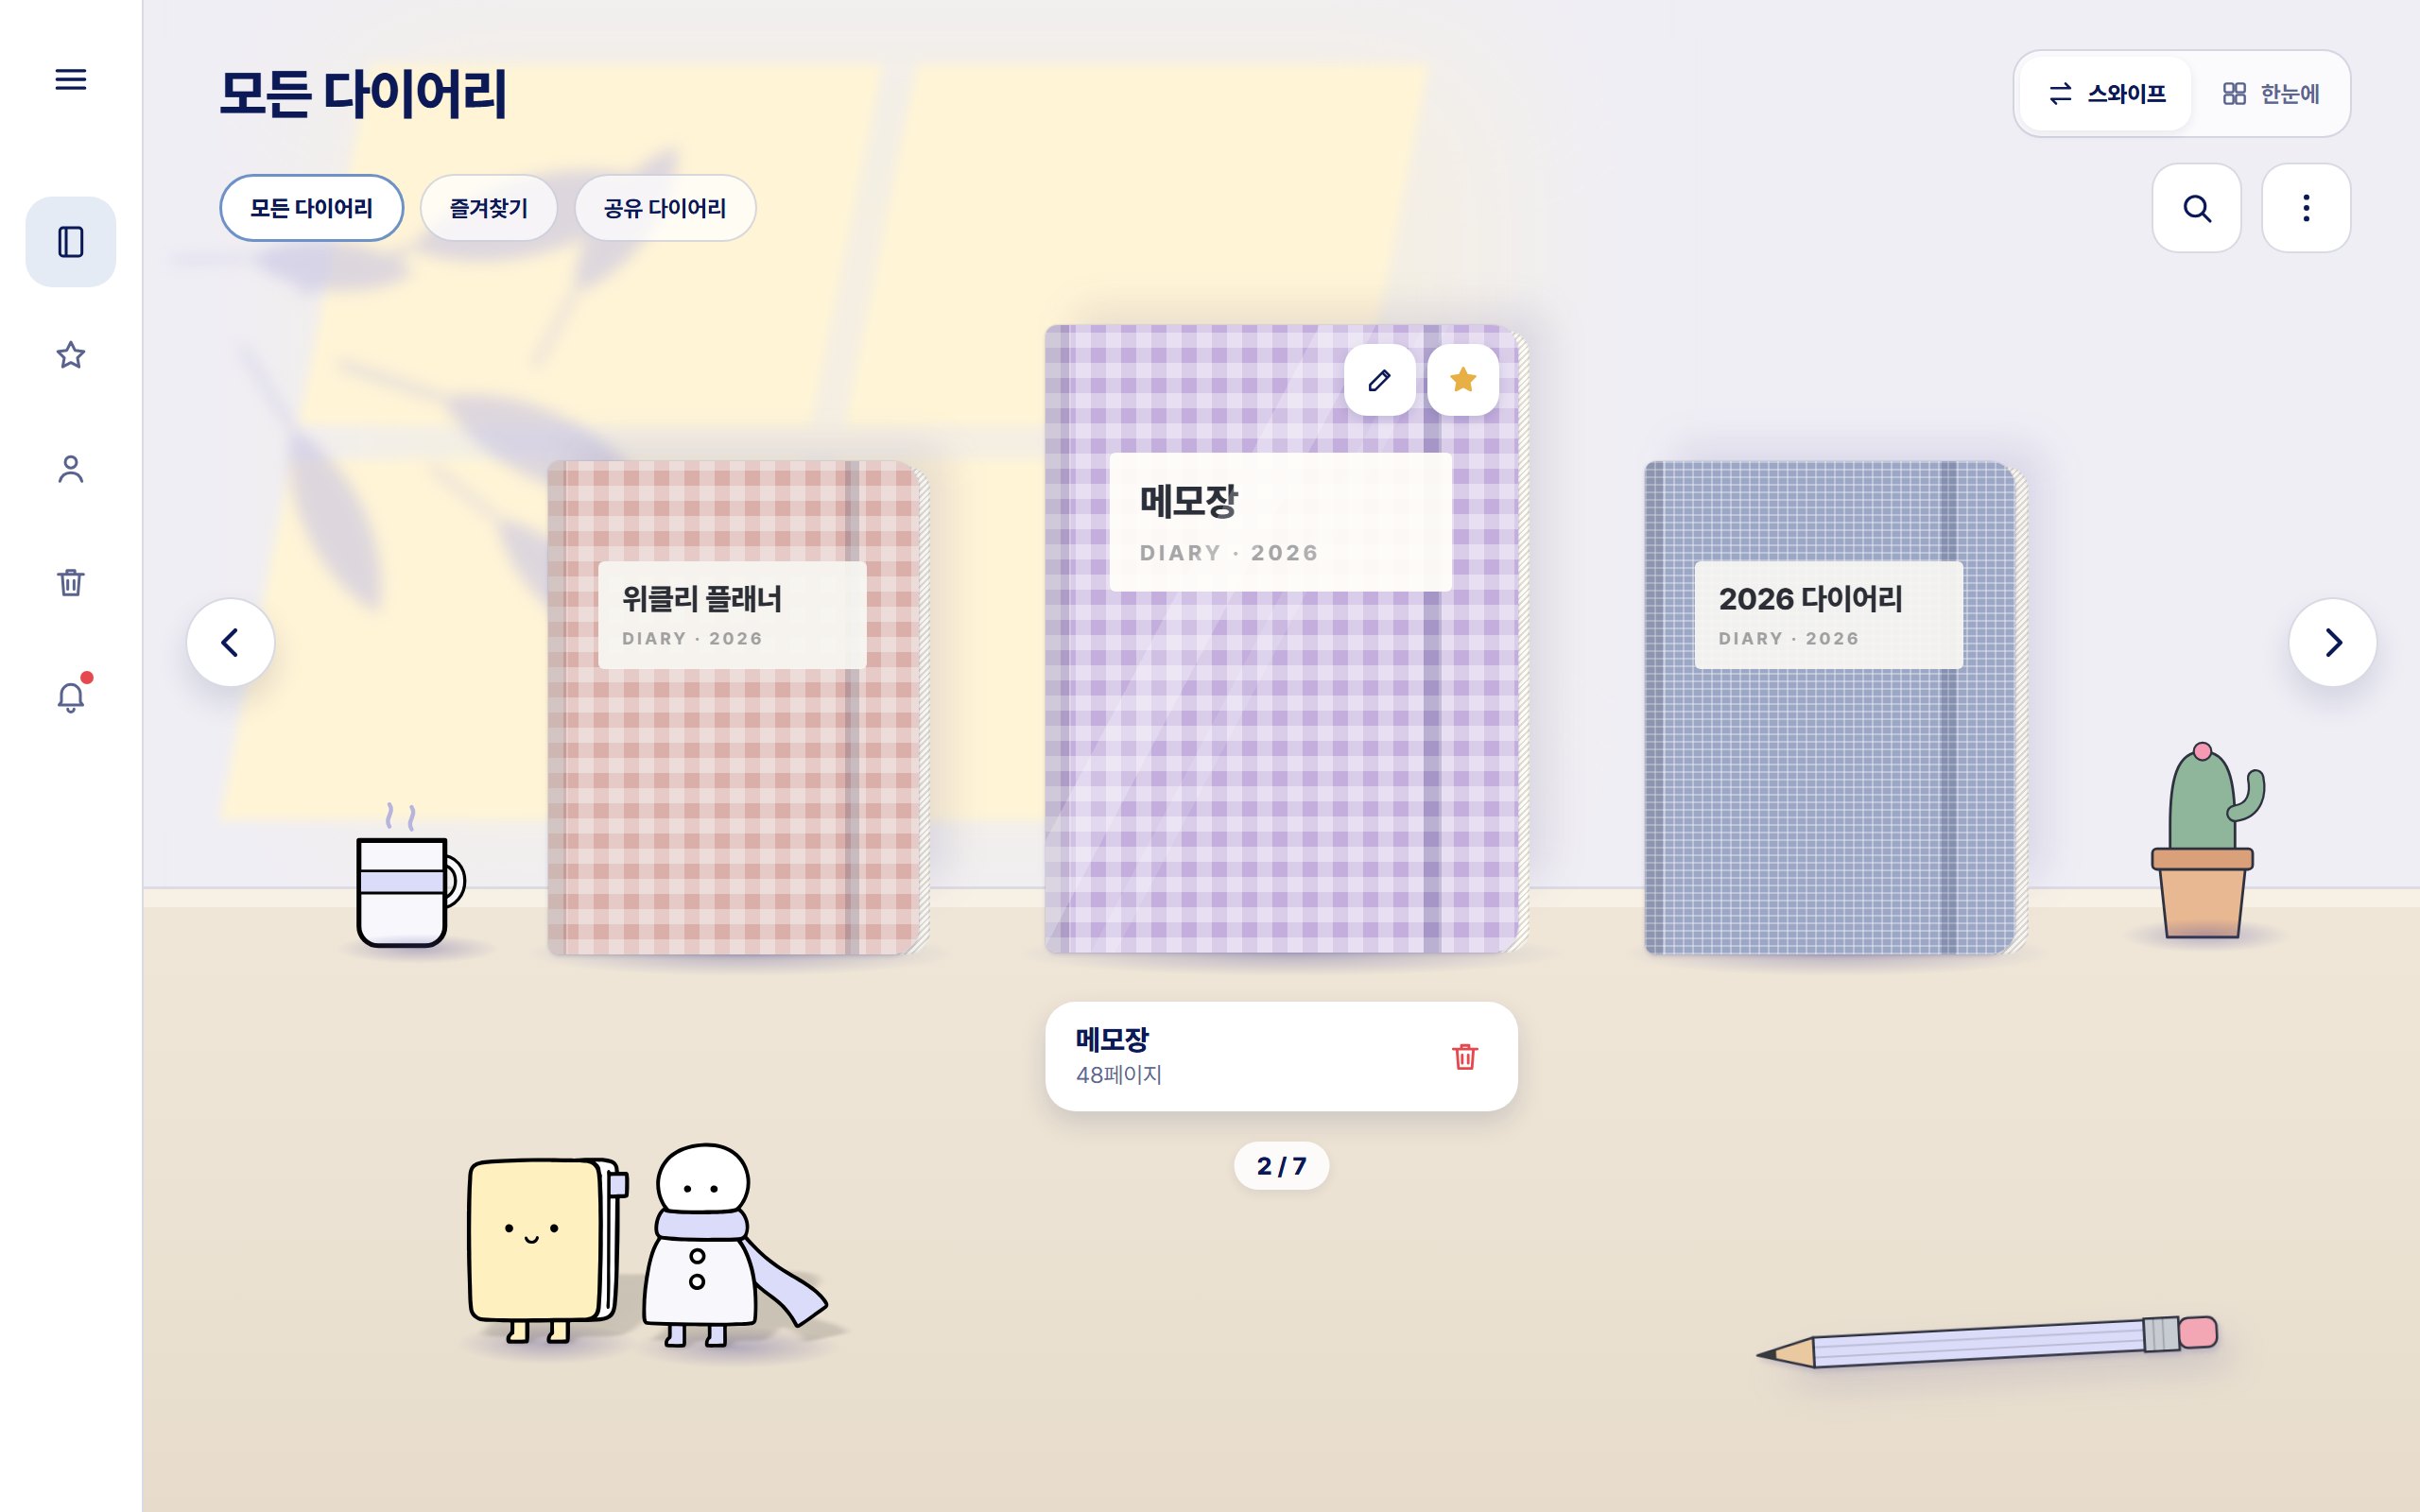 모든 다이어리
스와이프
한눈에
모든 다이어리
즐겨찾기
공유 다이어리
위클리 플래너
DIARY · 2026
메모장
DIARY · 2026
2026 다이어리
DIARY · 2026
메모장
48페이지
2 / 7